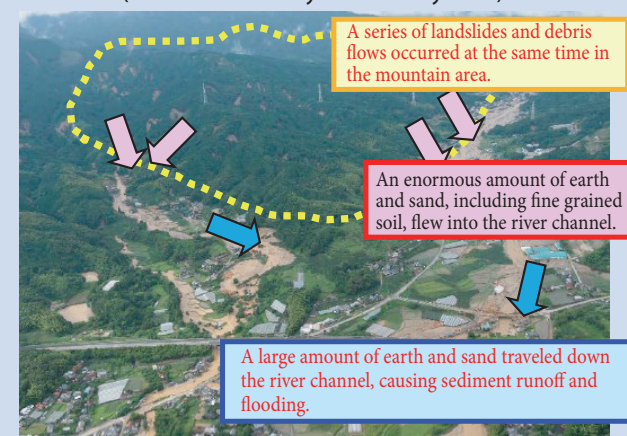 A series of landslides and debris
flows occurred at the same time in
the mountain area.
An enormous amount of earth
and sand, including fine grained
soil, flew into the river channel.
A large amount of earth and sand traveled down
the river channel, causing sediment runoff and
flooding.